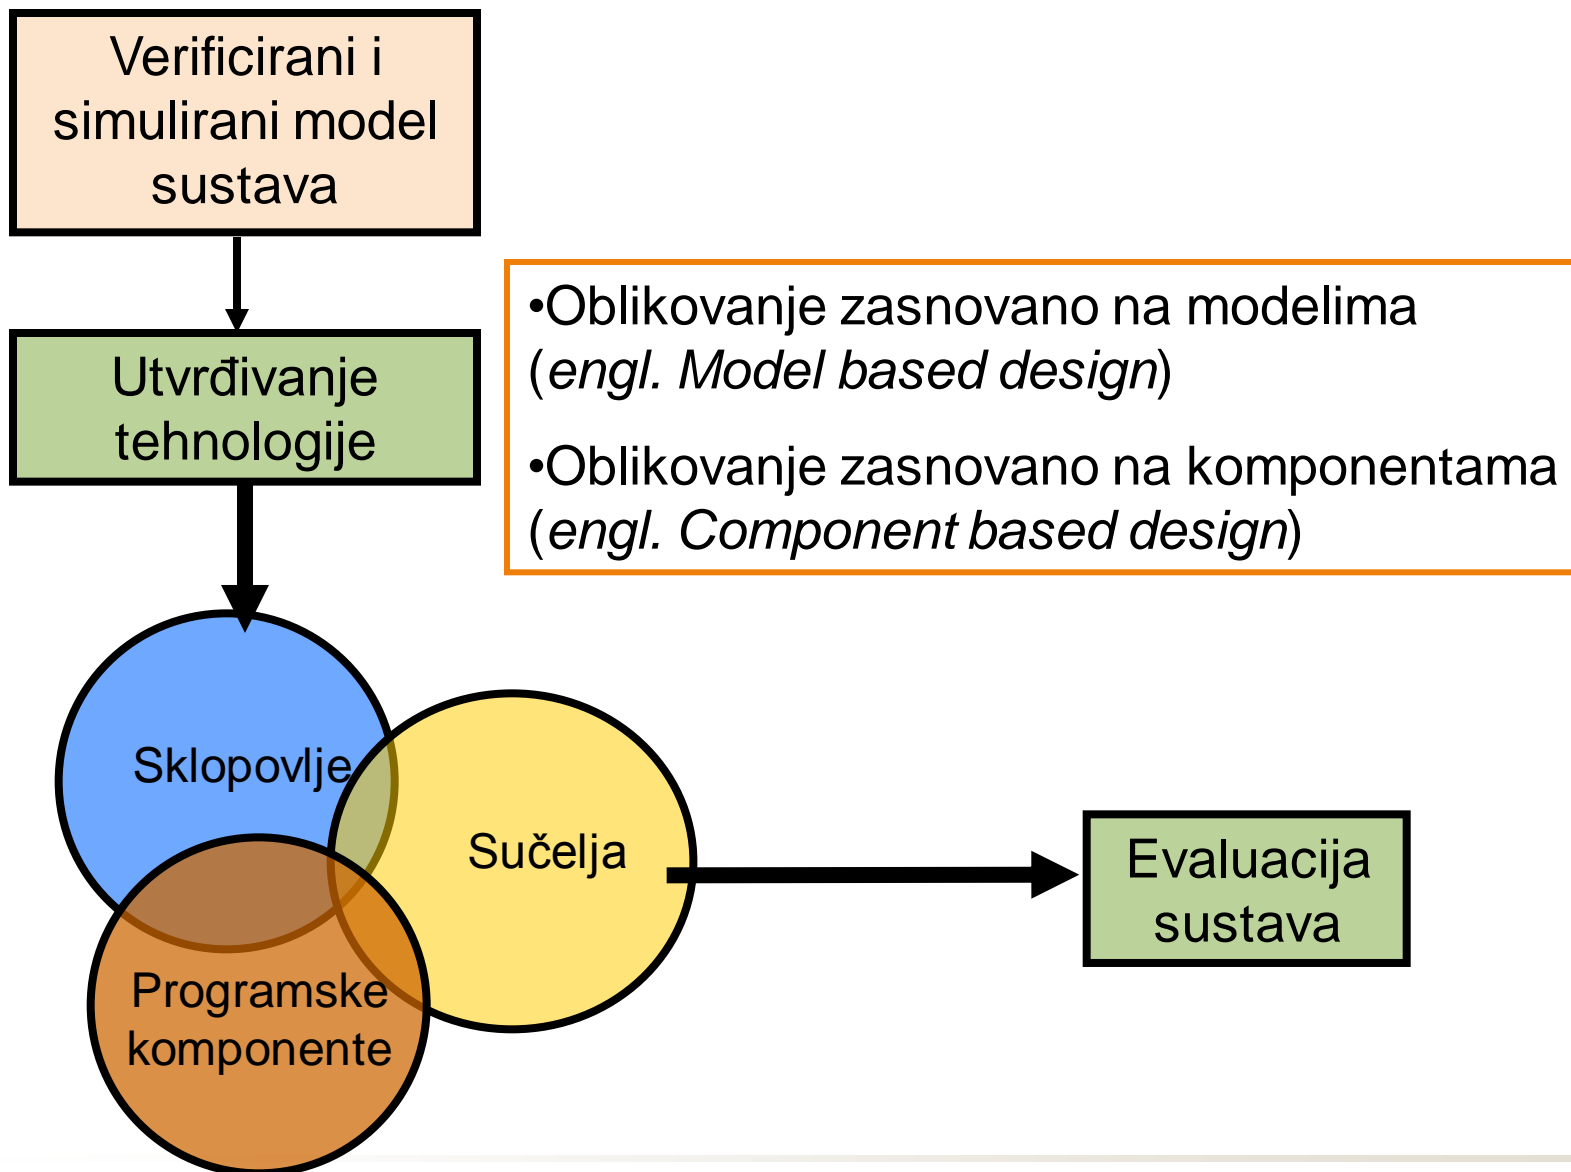 Verificirani i
simulirani model
sustava
Utvrđivanje
tehnologije
•Oblikovanje zasnovano na modelima
(engl. Model based design)
•Oblikovanje zasnovano na komponentama
(engl. Component based design)
Sklopovlje
Sučelja
Programske
komponente
Evaluacija
sustava